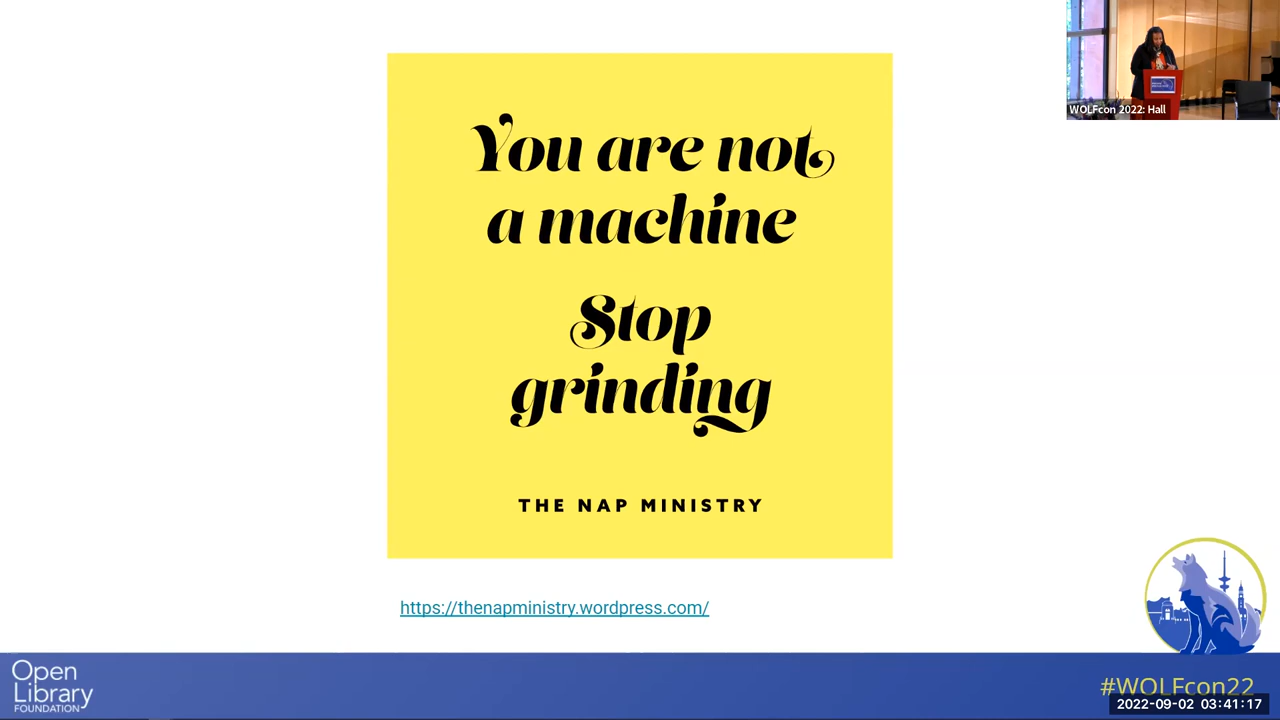 WOLFcon 2022: Hall
You are not
a machine
Stop
grinding
THE NAP MINISTRY
https://thenapministry.wordpress.com/
Open
Library
FOUNDATION
#WOLFcon22
2022-09-02 03:41:17